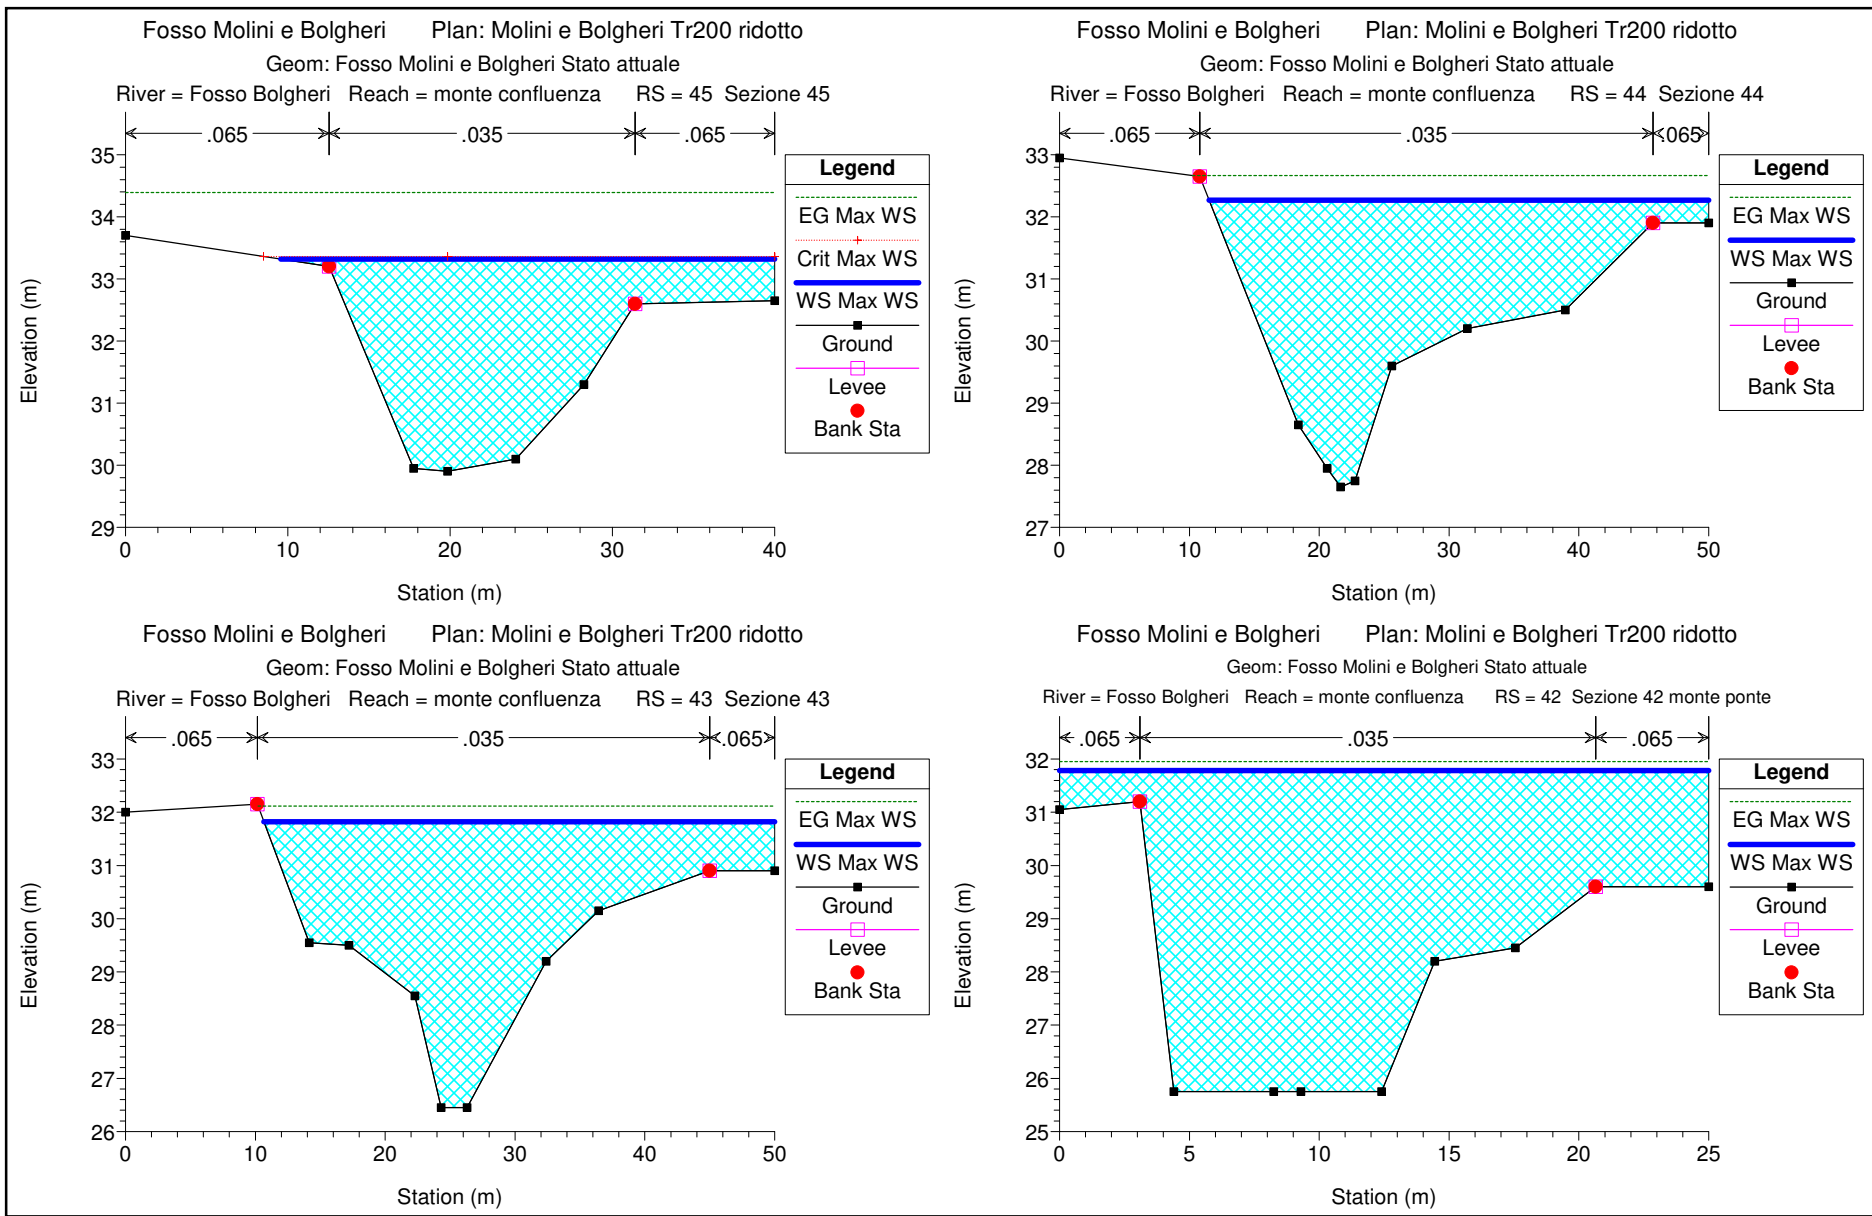 Fosso Molini e Bolgheri Plan: Molini e Bolgheri Tr200 ridotto
Geom: Fosso Molini e Bolgheri Stato attuale
River = Fosso Bolgheri Reach = monte confluenza RS = 45 Sezione 45
.065 .035 .065
35
34
33
32
31
30
29
0 10 20 30 40
Station (m)
Elevation (m)
Legend
EG Max WS
Crit Max WS
WS Max WS
Ground
Levee
Bank Sta
Fosso Molini e Bolgheri Plan: Molini e Bolgheri Tr200 ridotto
Geom: Fosso Molini e Bolgheri Stato attuale
River = Fosso Bolgheri Reach = monte confluenza RS = 44 Sezione 44
.065 .035 .065
33
32
31
30
29
28
27
0 10 20 30 40 50
Station (m)
Elevation (m)
Legend
EG Max WS
WS Max WS
Ground
Levee
Bank Sta
Fosso Molini e Bolgheri Plan: Molini e Bolgheri Tr200 ridotto
Geom: Fosso Molini e Bolgheri Stato attuale
River = Fosso Bolgheri Reach = monte confluenza RS = 43 Sezione 43
.065 .035 .065
33
32
31
30
29
28
27
26
0 10 20 30 40 50
Station (m)
Elevation (m)
Legend
EG Max WS
WS Max WS
Ground
Levee
Bank Sta
Fosso Molini e Bolgheri Plan: Molini e Bolgheri Tr200 ridotto
Geom: Fosso Molini e Bolgheri Stato attuale
River = Fosso Bolgheri Reach = monte confluenza RS = 42 Sezione 42 monte ponte
.065 .035 .065
32
31
30
29
28
27
26
25
0 5 10 15 20 25
Station (m)
Elevation (m)
Legend
EG Max WS
WS Max WS
Ground
Levee
Bank Sta